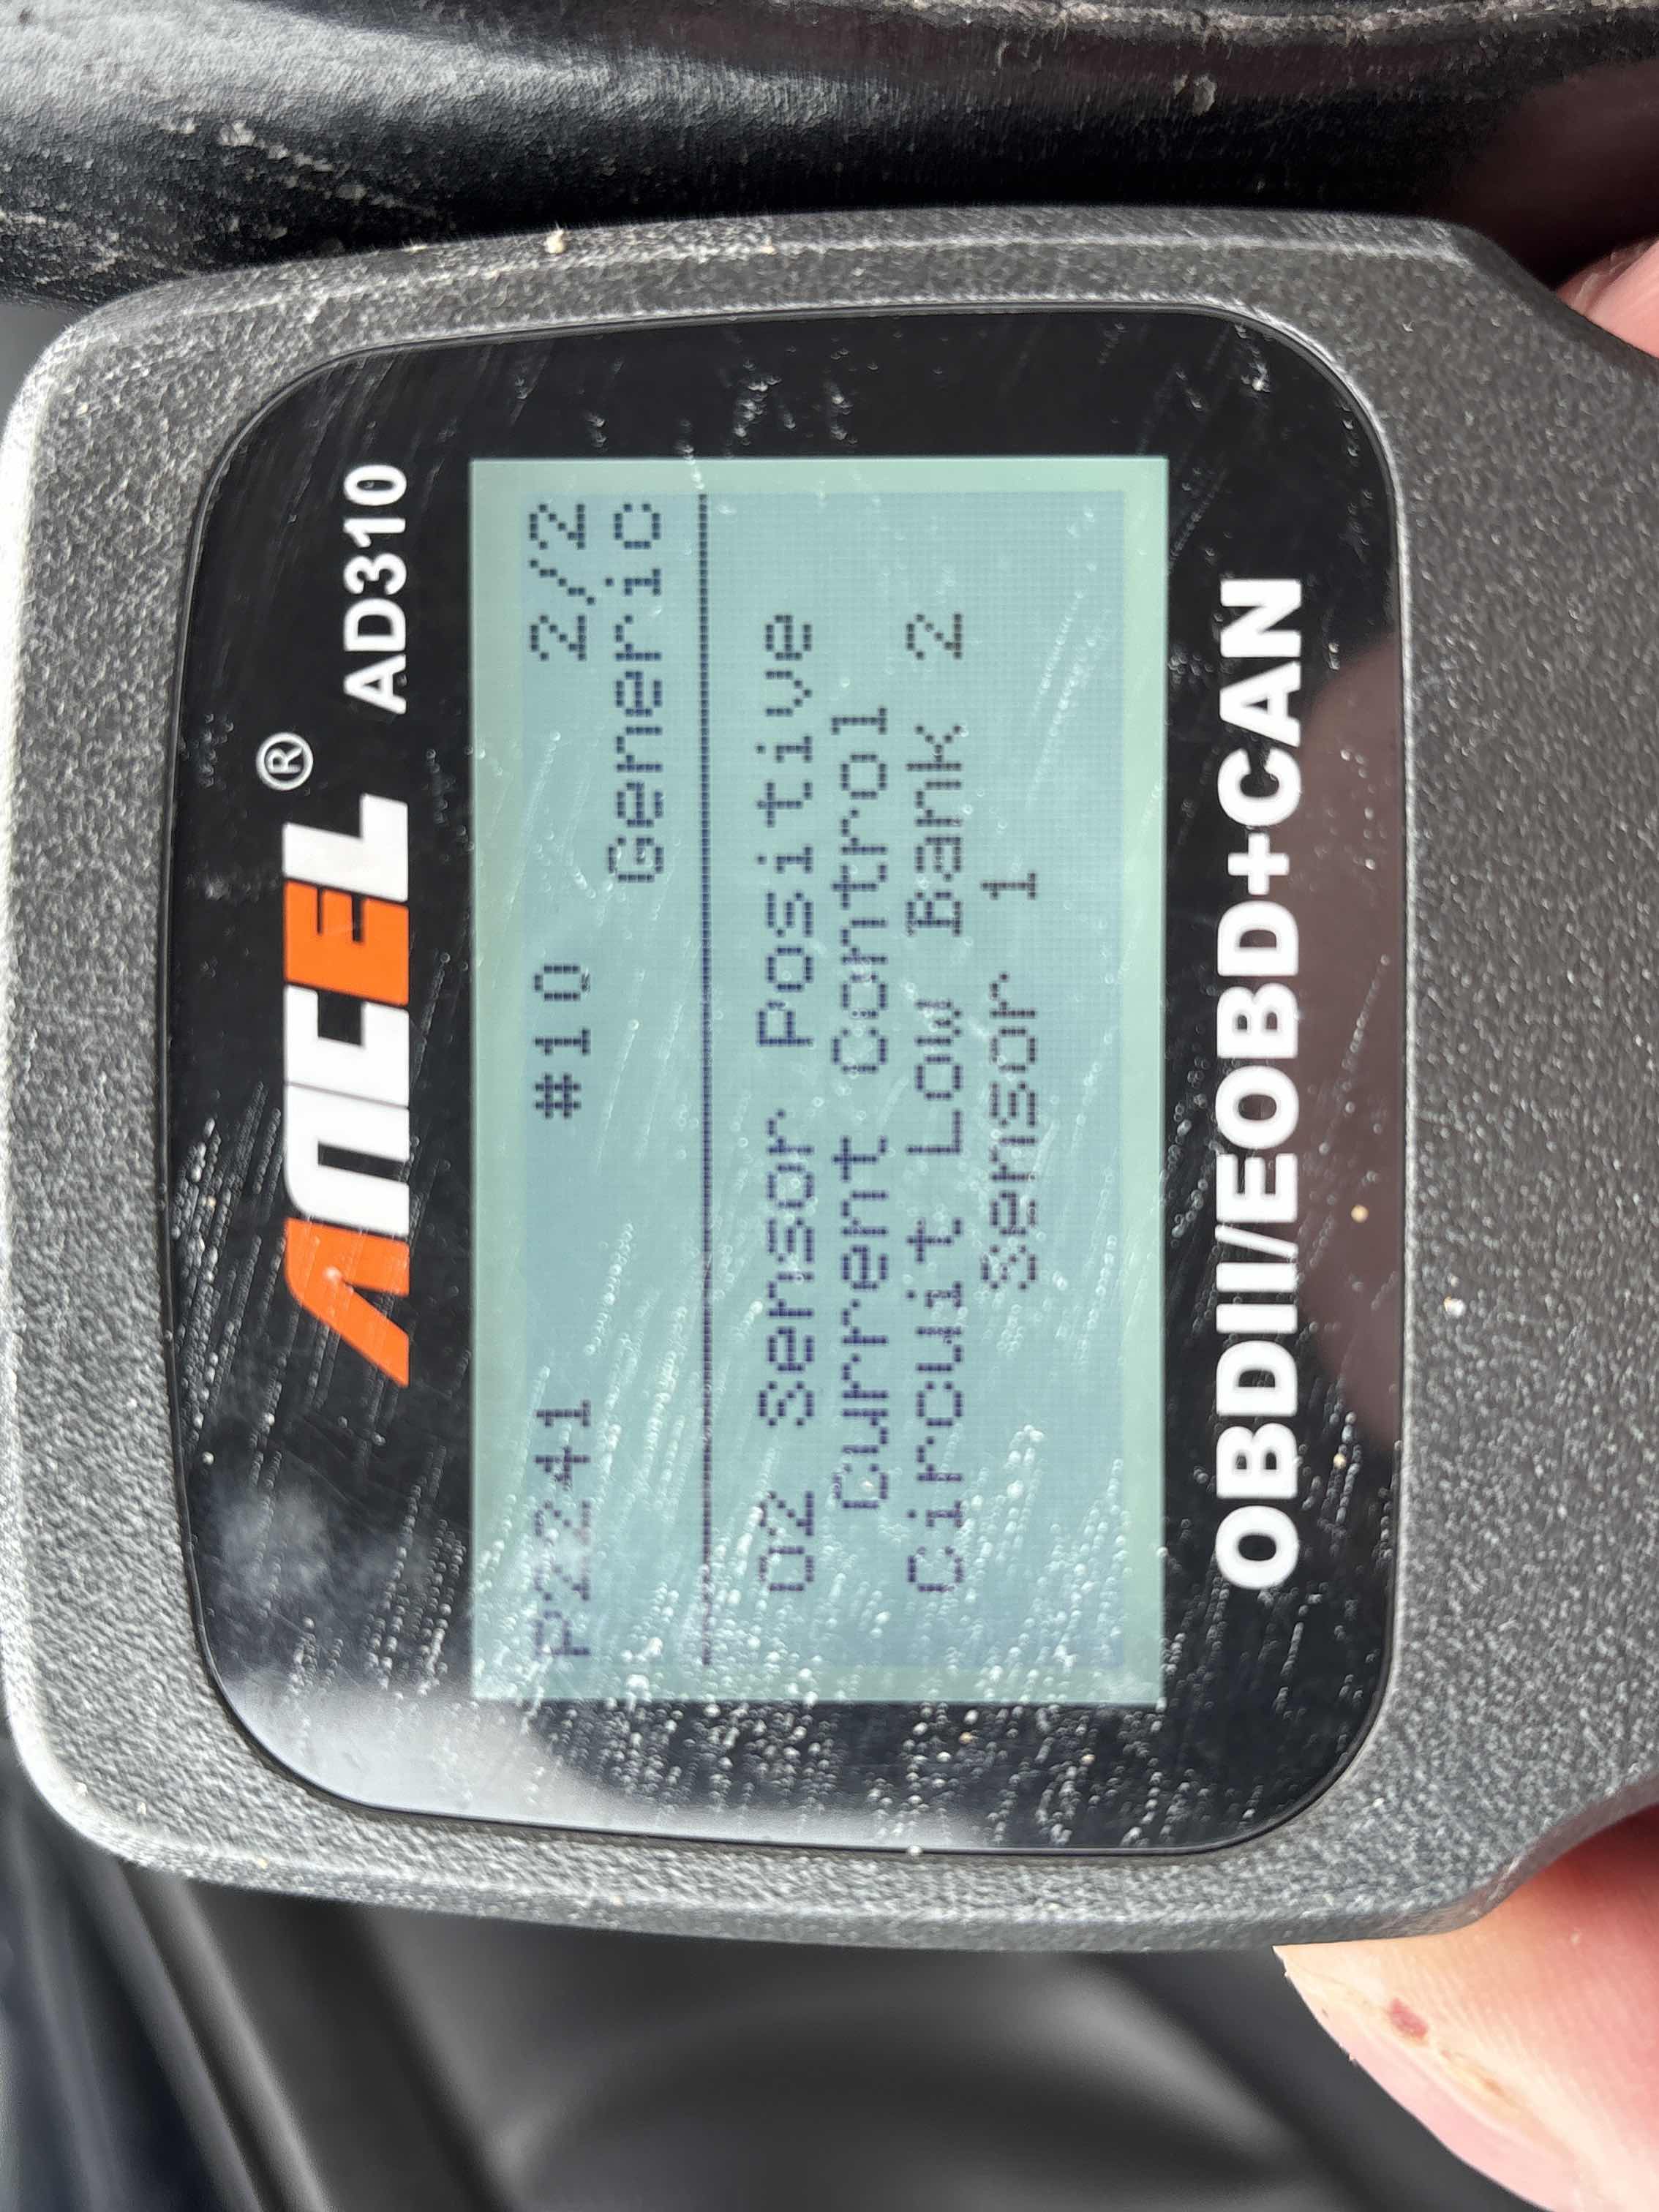 ANCEL® AD310
P2241 #10 2/2
Generic
O2 Sensor Positive
Current Control
Circuit Low Bank 2
Sensor 1
OBDII/EOBD+CAN